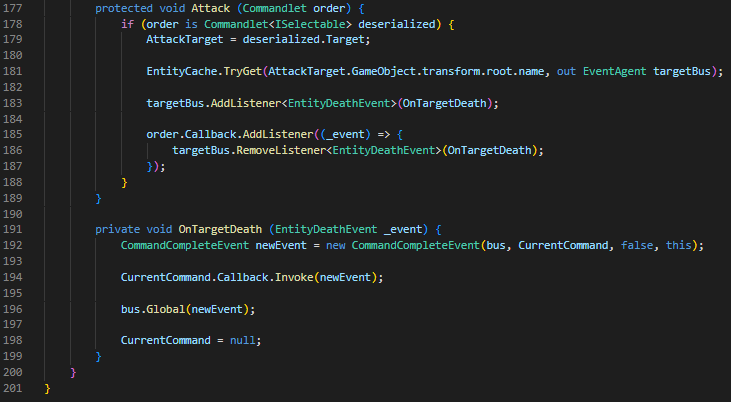 177 protected void Attack (Commandlet order) {
178 if (order is Commandlet<ISelectable> deserialized) {
179 AttackTarget = deserialized.Target;
180
181 EntityCache.TryGet(AttackTarget.GameObject.transform.root.name, out EventAgent targetBus);
182
183 targetBus.AddListener<EntityDeathEvent>(OnTargetDeath);
184
185 order.Callback.AddListener((_event) => {
186 targetBus.RemoveListener<EntityDeathEvent>(OnTargetDeath);
187 });
188 }
189 }
190
191 private void OnTargetDeath (EntityDeathEvent _event) {
192 CommandCompleteEvent newEvent = new CommandCompleteEvent(bus, CurrentCommand, false, this);
193
194 CurrentCommand.Callback.Invoke(newEvent);
195
196 bus.Global(newEvent);
197
198 CurrentCommand = null;
199 }
200 }
201 }